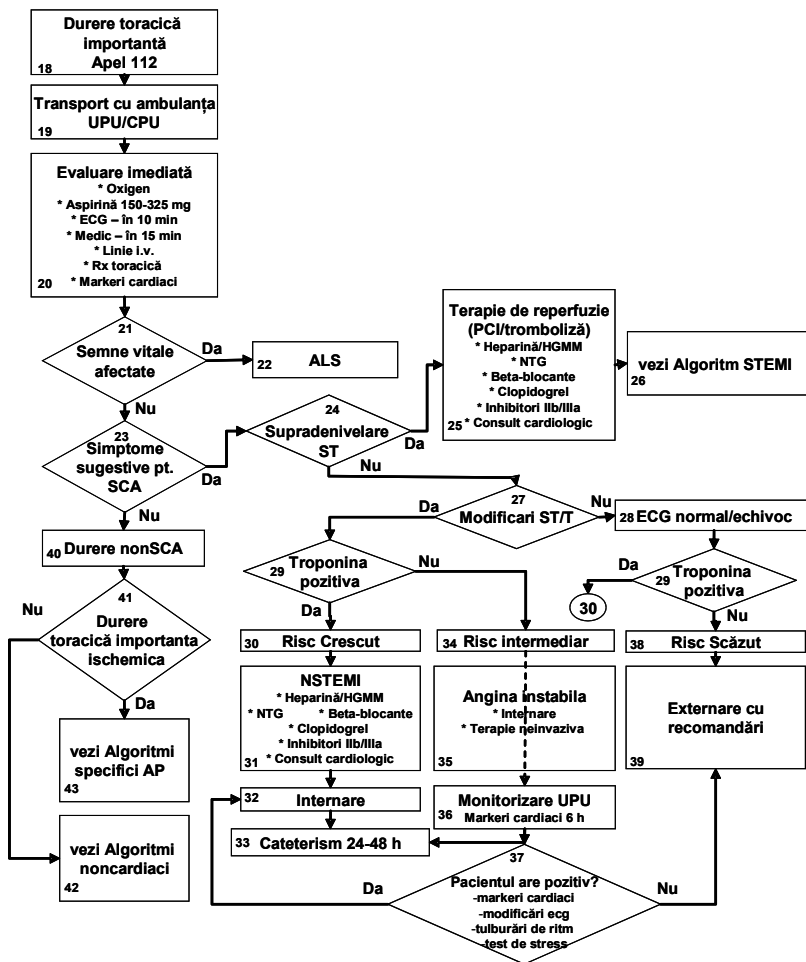 Durere toracică
importantă
Apel 112
18
Transport cu ambulanța
UPU/CPU
19
Evaluare imediată
* Oxigen
* Aspirină 150-325 mg
* ECG – în 10 min
* Medic – în 15 min
* Linie i.v.
* Rx toracică
20 * Markeri cardiaci
21
Semne vitale
afectate
Da
22 ALS
Nu
23
Simptome
sugestive pt.
SCA
Da
24
Supradenivelare
ST
Da
Nu
Terapie de reperfuzie
(PCI/tromboliză)
* Heparină/HGMM
* NTG
* Beta-blocante
* Clopidogrel
* Inhibitori IIb/IIIa
25 * Consult cardiologic
vezi Algoritm STEMI
26
27
Modificari ST/T
Da
Nu
28 ECG normal/echivoc
Nu
40 Durere nonSCA
41
Durere
toracică importanta
ischemica
Nu
Da
vezi Algoritmi
specifici AP
43
vezi Algoritmi
noncardiaci
42
29 Troponina
pozitiva
Da
Nu
29 Troponina
pozitiva
Da
30
Nu
30 Risc Crescut
34 Risc intermediar
38 Risc Scăzut
NSTEMI
* Heparină/HGMM
* NTG * Beta-blocante
* Clopidogrel
* Inhibitori IIb/IIIa
31 * Consult cardiologic
Angina instabila
* Internare
* Terapie neinvaziva
35
Externare cu
recomandări
39
32 Internare
36 Monitorizare UPU
Markeri cardiaci 6 h
33 Cateterism 24-48 h
37
Pacientul are pozitiv?
-markeri cardiaci
-modificări ecg
-tulburări de ritm
-test de stress
Da
Nu